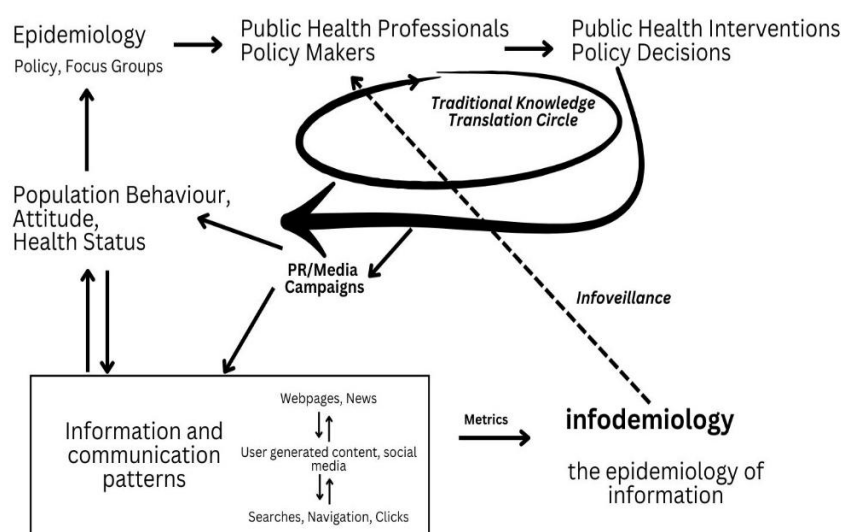 Epidemiology
Policy, Focus Groups
Public Health Professionals
Policy Makers
Public Health Interventions
Policy Decisions
Traditional Knowledge
Translation Circle
Population Behaviour,
Attitude,
Health Status
PR/Media
Campaigns
Infoveillance
Information and
communication
patterns
Webpages, News
User generated content, social
media
Searches, Navigation, Clicks
Metrics
infodemiology
the epidemiology of
information